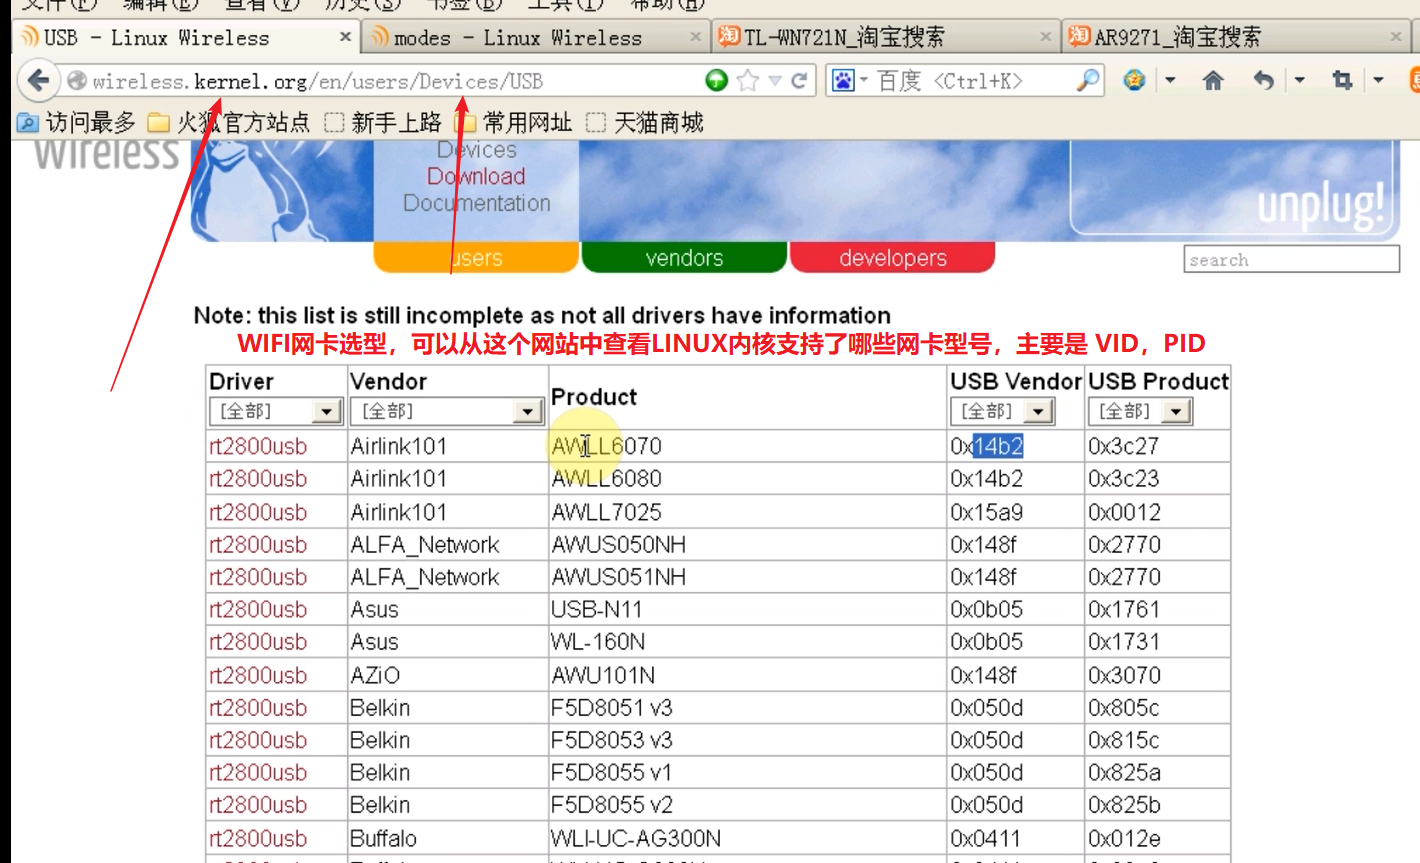 文件(F) 编辑(E) 查看(V) 历史(S) 书签(B) 工具(T) 帮助(H)
USB - Linux Wireless × modes - Linux Wireless × TL-WN721N_淘宝搜索 × AR9271_淘宝搜索 ×
wireless.kernel.org/en/users/Devices/USB 百度 <Ctrl+K>
访问最多 火狐官方站点 新手上路 常用网址 天猫商城
Wireless
Devices
Download
Documentation
unplug!
users vendors developers search
Note: this list is still incomplete as not all drivers have information
WIFI网卡选型，可以从这个网站中查看LINUX内核支持了哪些网卡型号，主要是 VID，PID
Driver Vendor Product USB Vendor USB Product
[全部] [全部] [全部] [全部]
rt2800usb Airlink101 AWLL6070 0x14b2 0x3c27
rt2800usb Airlink101 AWLL6080 0x14b2 0x3c23
rt2800usb Airlink101 AWLL7025 0x15a9 0x0012
rt2800usb ALFA_Network AWUS050NH 0x148f 0x2770
rt2800usb ALFA_Network AWUS051NH 0x148f 0x2770
rt2800usb Asus USB-N11 0x0b05 0x1761
rt2800usb Asus WL-160N 0x0b05 0x1731
rt2800usb AZiO AWU101N 0x148f 0x3070
rt2800usb Belkin F5D8051 v3 0x050d 0x805c
rt2800usb Belkin F5D8053 v3 0x050d 0x815c
rt2800usb Belkin F5D8055 v1 0x050d 0x825a
rt2800usb Belkin F5D8055 v2 0x050d 0x825b
rt2800usb Buffalo WLI-UC-AG300N 0x0411 0x012e